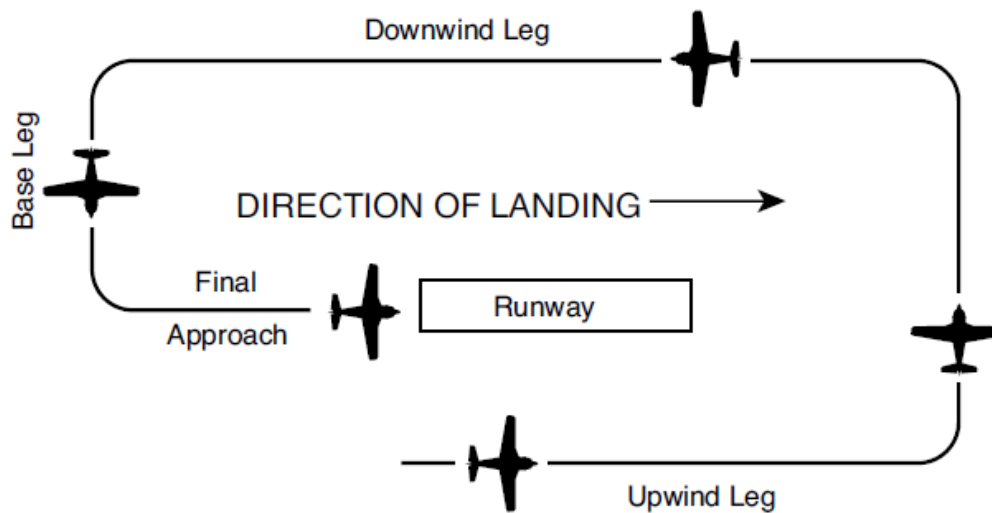 Downwind Leg
Base Leg
DIRECTION OF LANDING
Final
Approach
Runway
Upwind Leg